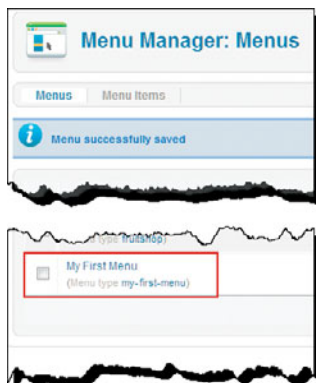 Menu Manager: Menus
Menus Menu Items
Menu successfully saved
type fruitshop)
My First Menu
(Menu type my-first-menu)